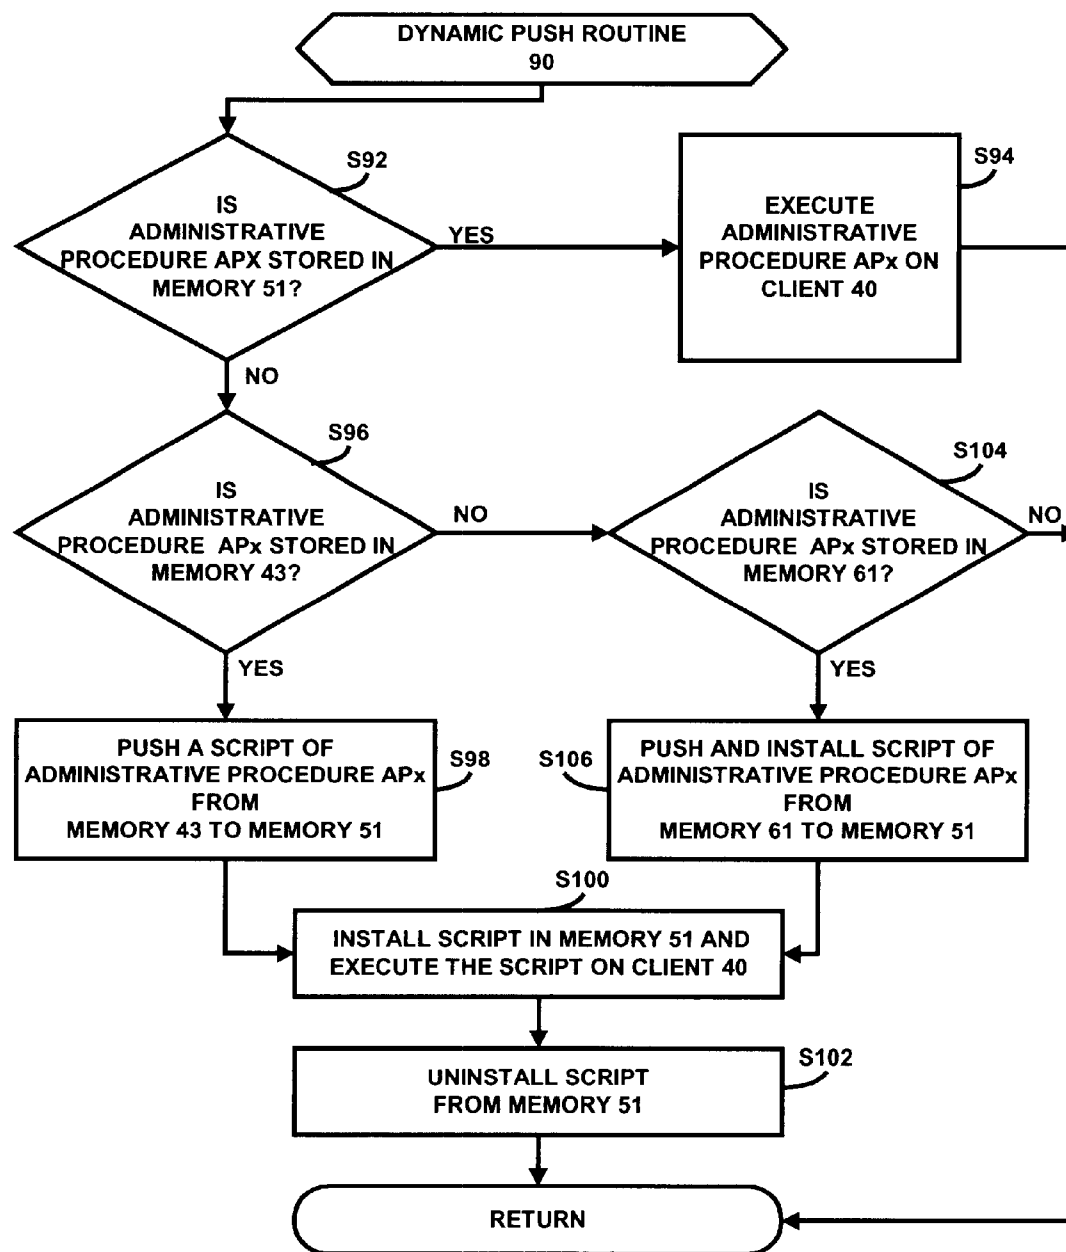 DYNAMIC PUSH ROUTINE
90
S92
IS
ADMINISTRATIVE
PROCEDURE APX STORED IN
MEMORY 51?
YES
S94
EXECUTE
ADMINISTRATIVE
PROCEDURE APx ON
CLIENT 40
NO
S96
IS
ADMINISTRATIVE
PROCEDURE APx STORED IN
MEMORY 43?
NO
S104
IS
ADMINISTRATIVE
PROCEDURE APx STORED IN
MEMORY 61?
NO
YES
YES
PUSH A SCRIPT OF
ADMINISTRATIVE PROCEDURE APx
FROM
MEMORY 43 TO MEMORY 51
S98
S106
PUSH AND INSTALL SCRIPT OF
ADMINISTRATIVE PROCEDURE APx
FROM
MEMORY 61 TO MEMORY 51
S100
INSTALL SCRIPT IN MEMORY 51 AND
EXECUTE THE SCRIPT ON CLIENT 40
S102
UNINSTALL SCRIPT
FROM MEMORY 51
RETURN